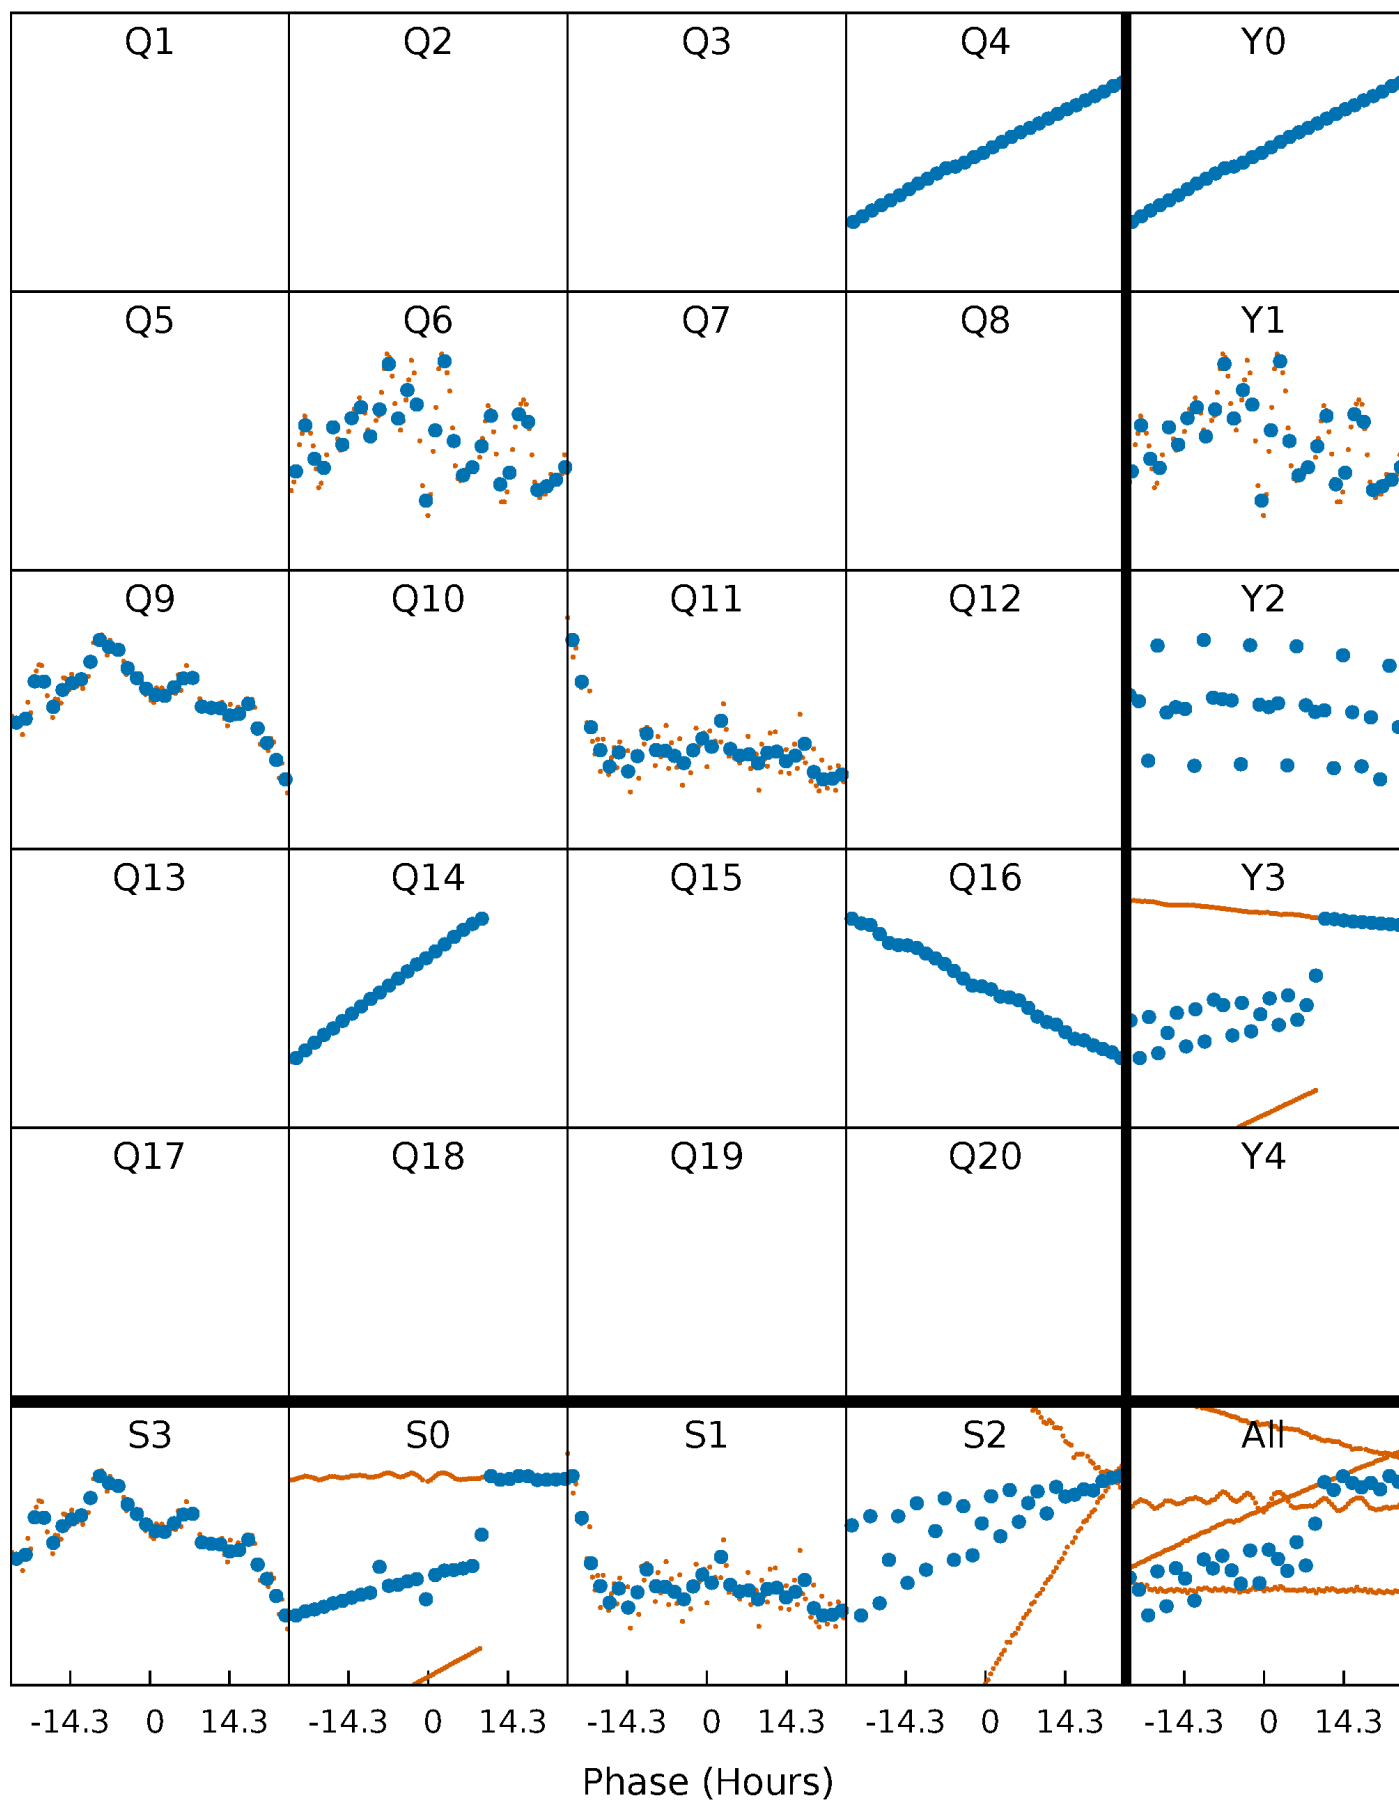 Q1 Q2 Q3 Q4 Y0
Q5 Q6 Q7 Q8 Y1
Q9 Q10 Q11 Q12 Y2
Q13 Q14 Q15 Q16 Y3
Q17 Q18 Q19 Q20 Y4
S3 S0 S1 S2 All
-14.3 0 14.3 -14.3 0 14.3 -14.3 0 14.3 -14.3 0 14.3 -14.3 0 14.3
Phase (Hours)